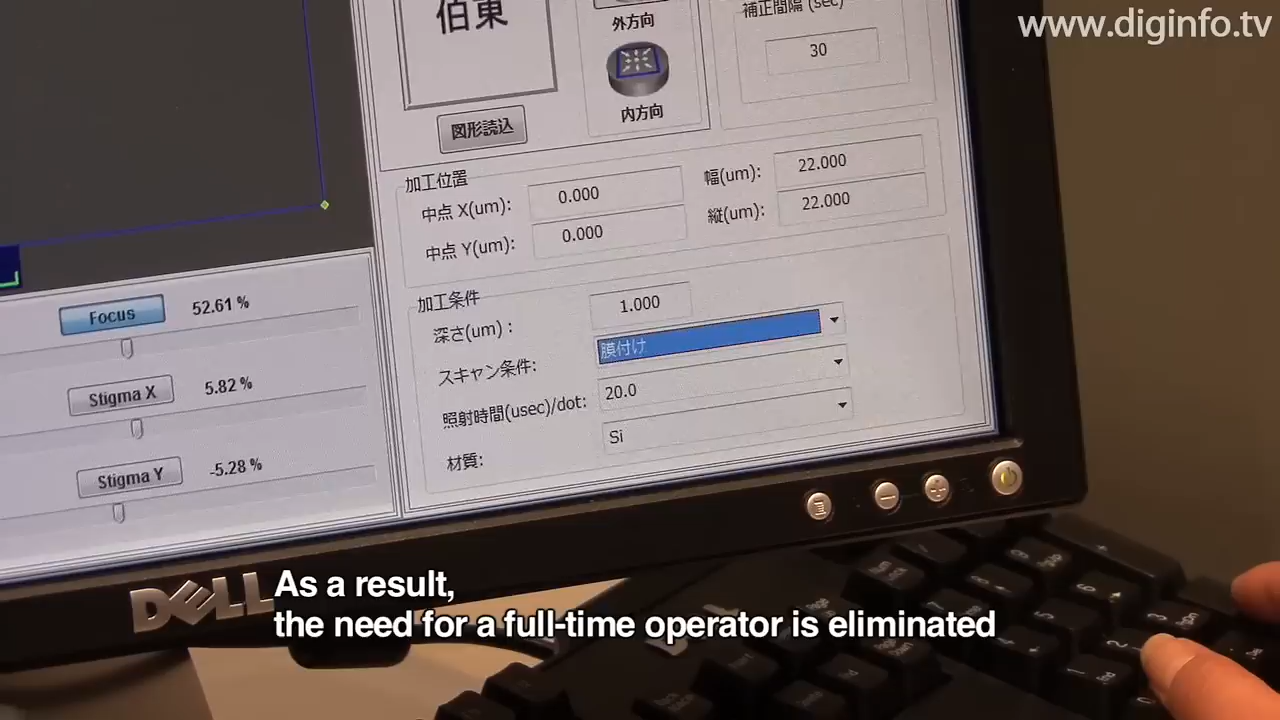 www.diginfo.tv
伯東
図形読込
外方向
内方向
補正間隔 (sec)
30
加工位置
中点 X(um): 0.000
幅(um): 22.000
中点 Y(um): 0.000
縦(um): 22.000
加工条件
深さ(um) : 1.000
スキャン条件: 膜付け
照射時間(usec)/dot: 20.0
材質: Si
Focus 52.61 %
Stigma X 5.82 %
Stigma Y -5.28 %
DELL
As a result,
the need for a full-time operator is eliminated